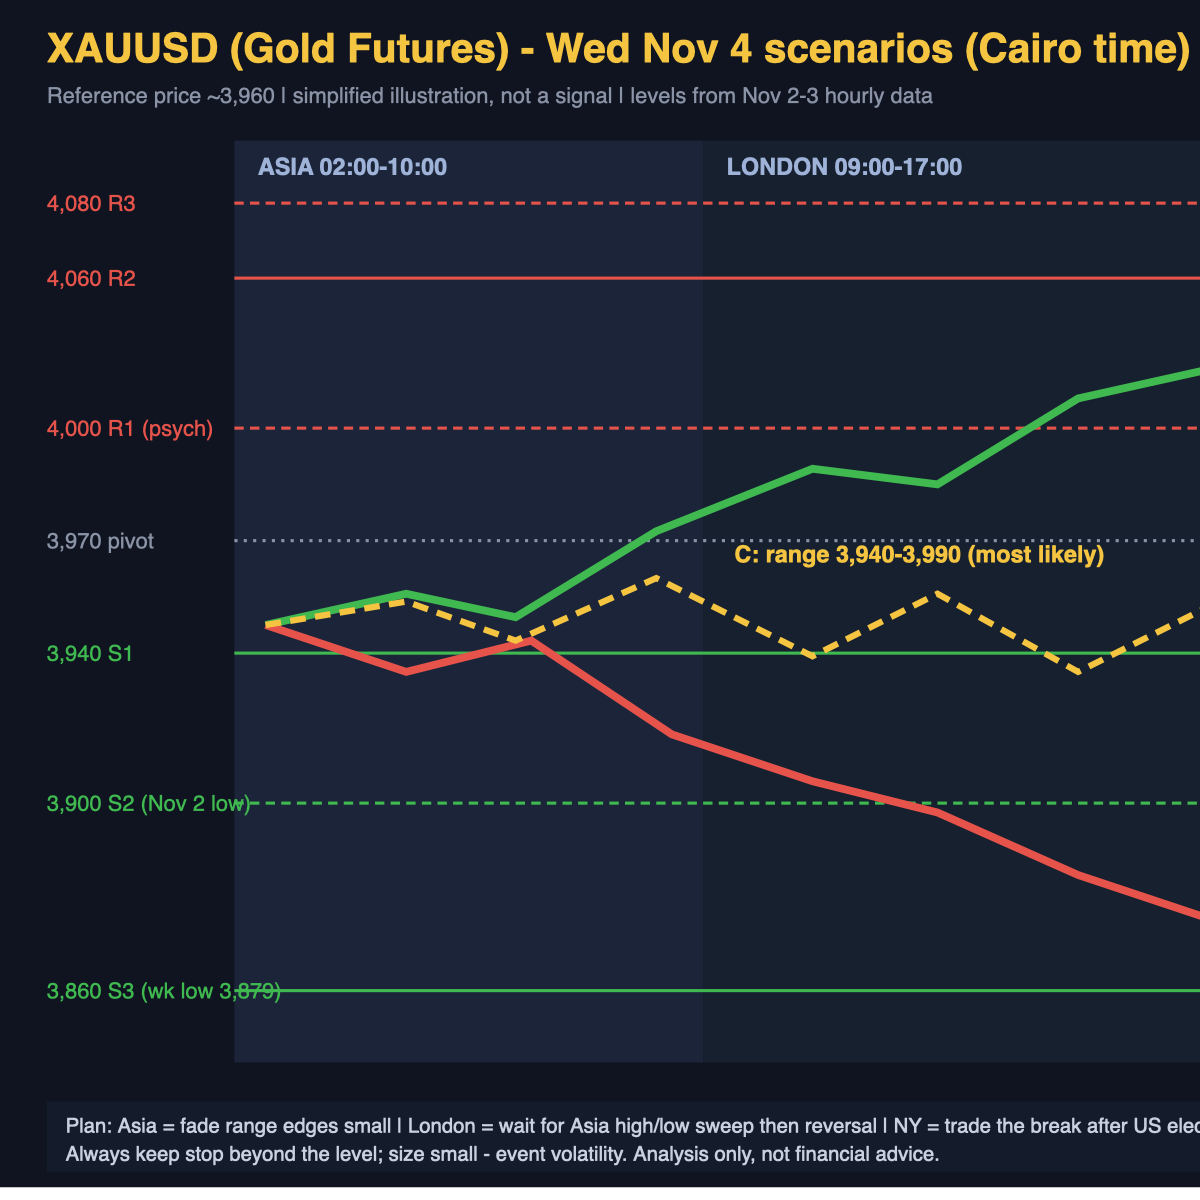 XAUUSD (Gold Futures) - Wed Nov 4 scenarios (Cairo time)
Reference price ~3,960 | simplified illustration, not a signal | levels from Nov 2-3 hourly data
ASIA 02:00-10:00
LONDON 09:00-17:00
4,080 R3
4,060 R2
4,000 R1 (psych)
3,970 pivot
C: range 3,940-3,990 (most likely)
3,940 S1
3,900 S2 (Nov 2 low)
3,860 S3 (wk low 3,879)
Plan: Asia = fade range edges small | London = wait for Asia high/low sweep then reversal | NY = trade the break after US elec
Always keep stop beyond the level; size small - event volatility. Analysis only, not financial advice.